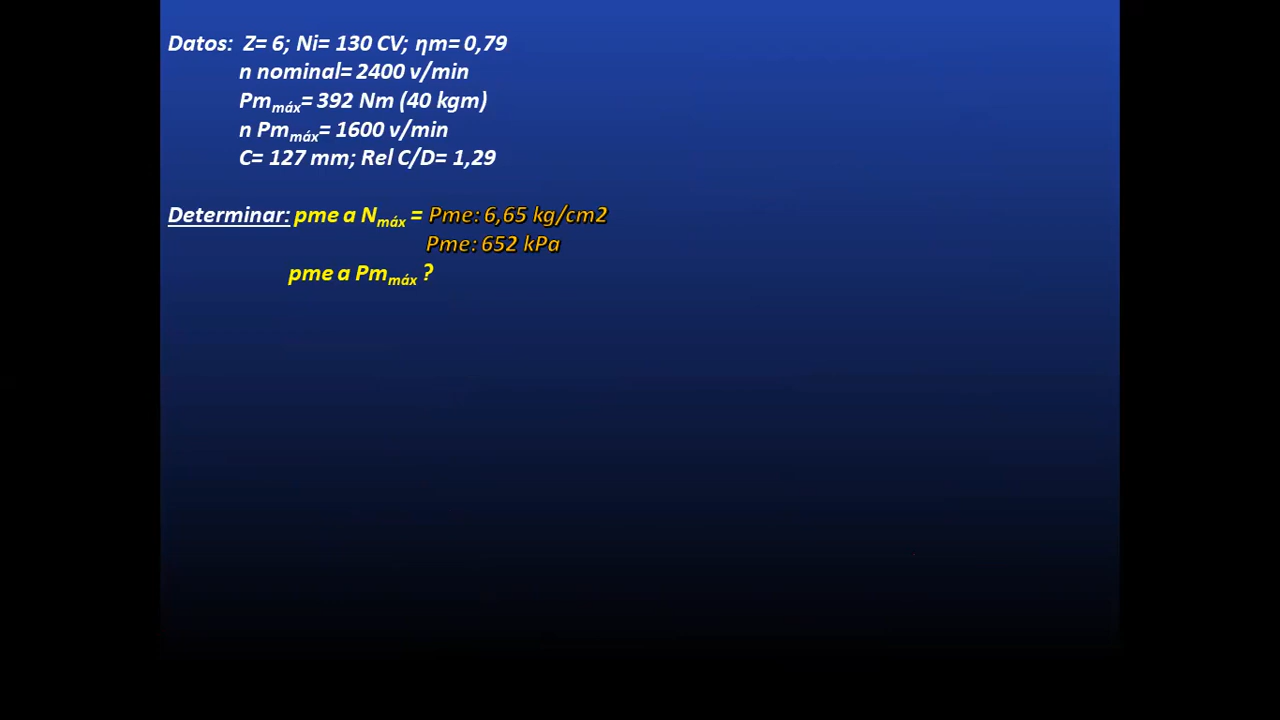 Datos: Z= 6; Ni= 130 CV; ηm= 0,79
n nominal= 2400 v/min
Pmmáx= 392 Nm (40 kgm)
n Pmmáx= 1600 v/min
C= 127 mm; Rel C/D= 1,29
Determinar: pme a Nmáx = Pme: 6,65 kg/cm2
Pme: 652 kPa
pme a Pmmáx ?